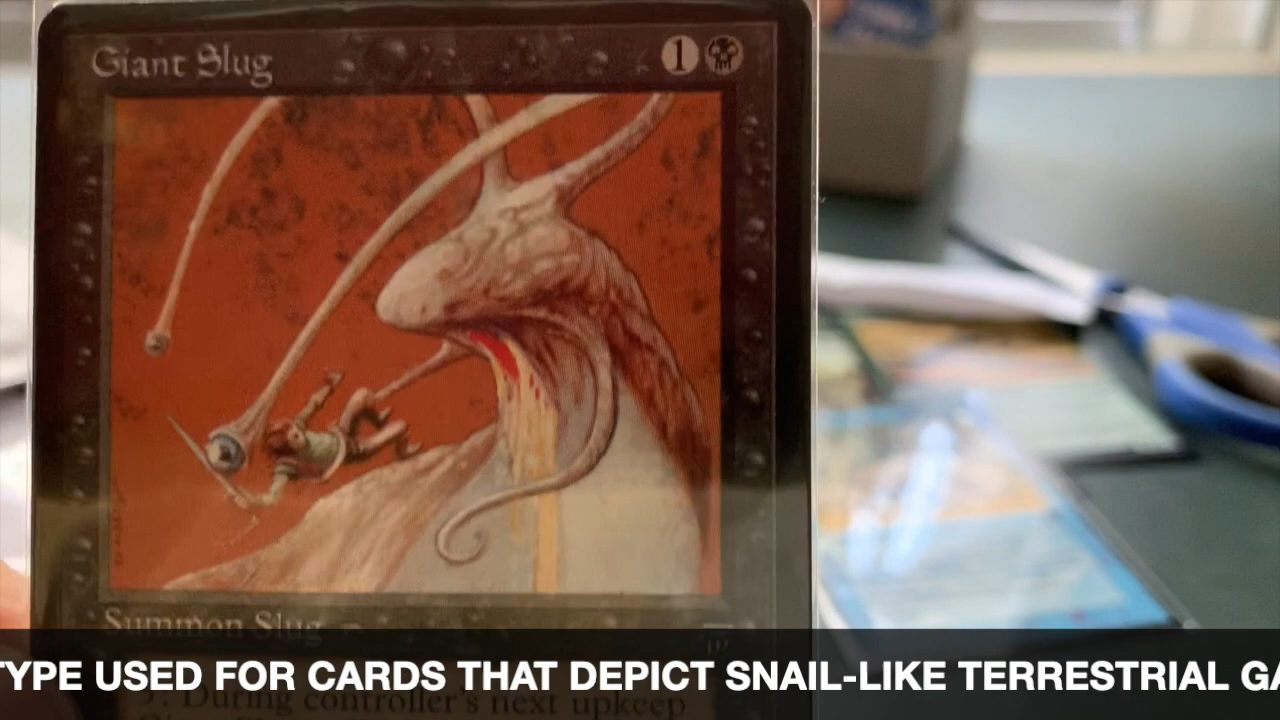 Giant Slug 1
Summon Slug
TYPE USED FOR CARDS THAT DEPICT SNAIL-LIKE TERRESTRIAL GA
During controller's next upkeep